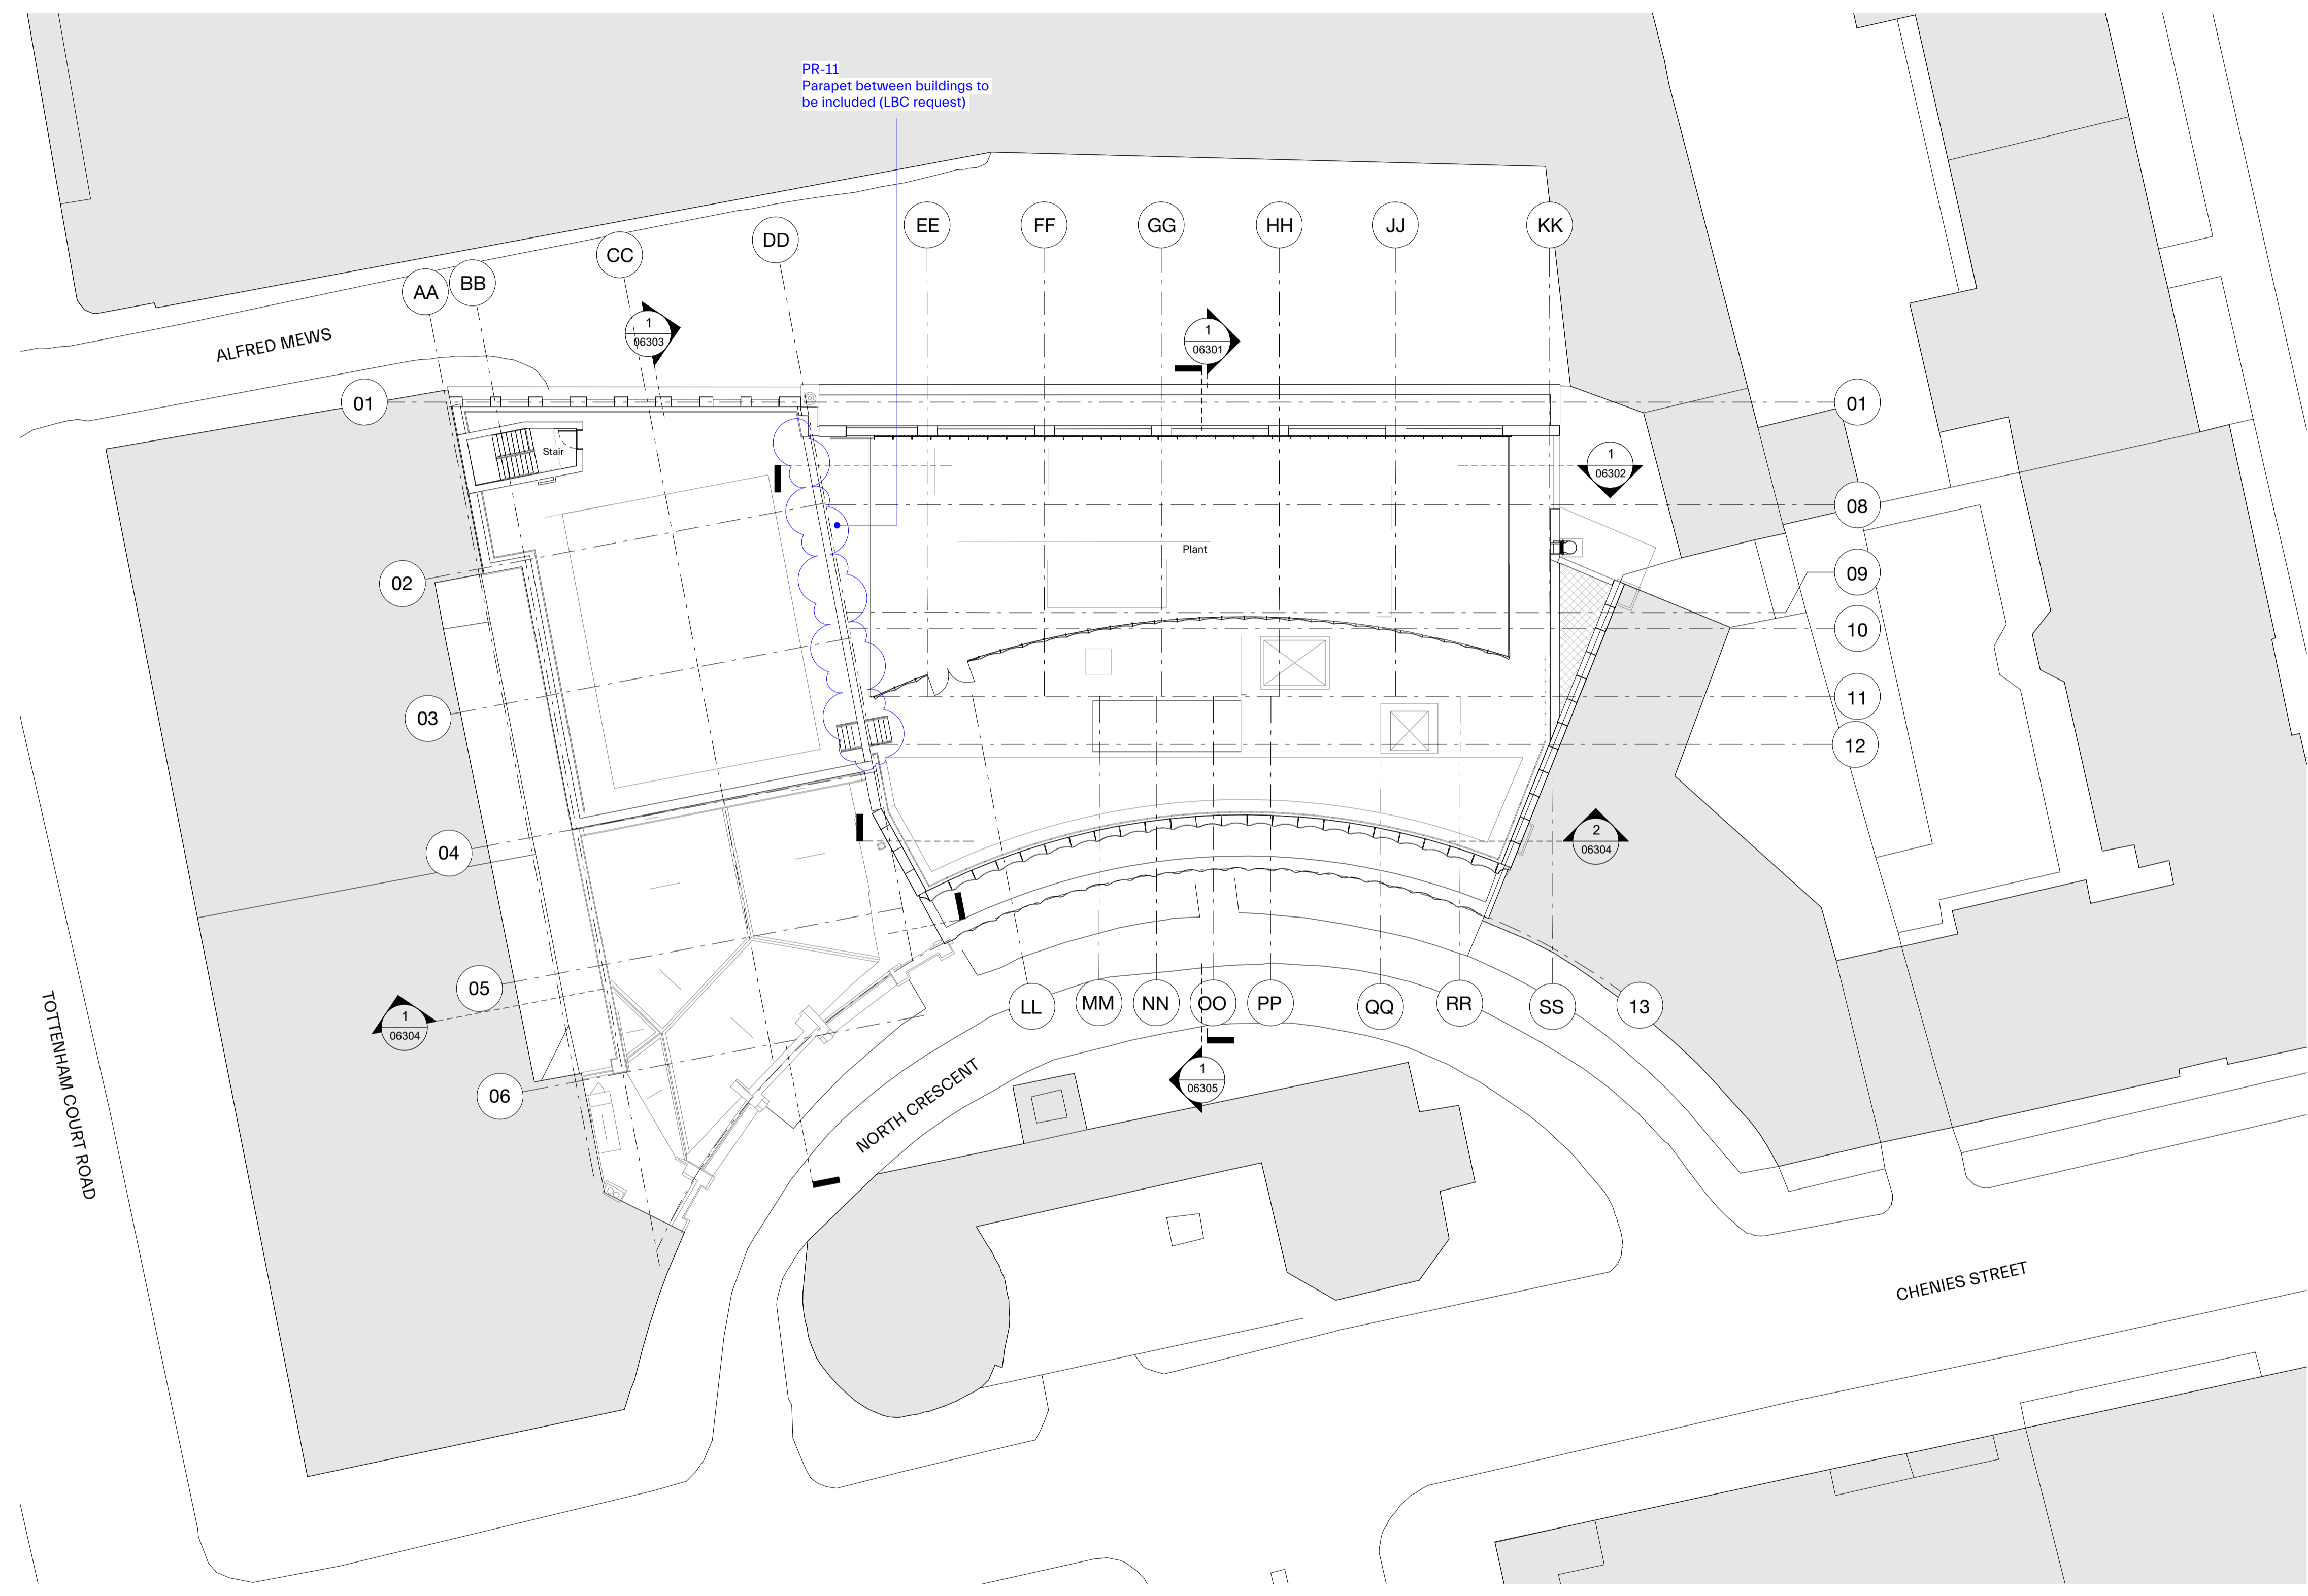 PR-11
Parapet between buildings to
be included (LBC request)
EE
FF
GG
HH
JJ
KK
DD
CC
BB
AA
ALFRED MEWS
1
06303
1
06301
01
01
Stair
1
06302
08
Plant
09
02
10
11
03
12
2
06304
04
05
LL
MM
NN
OO
PP
QQ
RR
SS
13
1
06304
1
06305
06
NORTH CRESCENT
TOTTENHAM COURT ROAD
CHENIES STREET